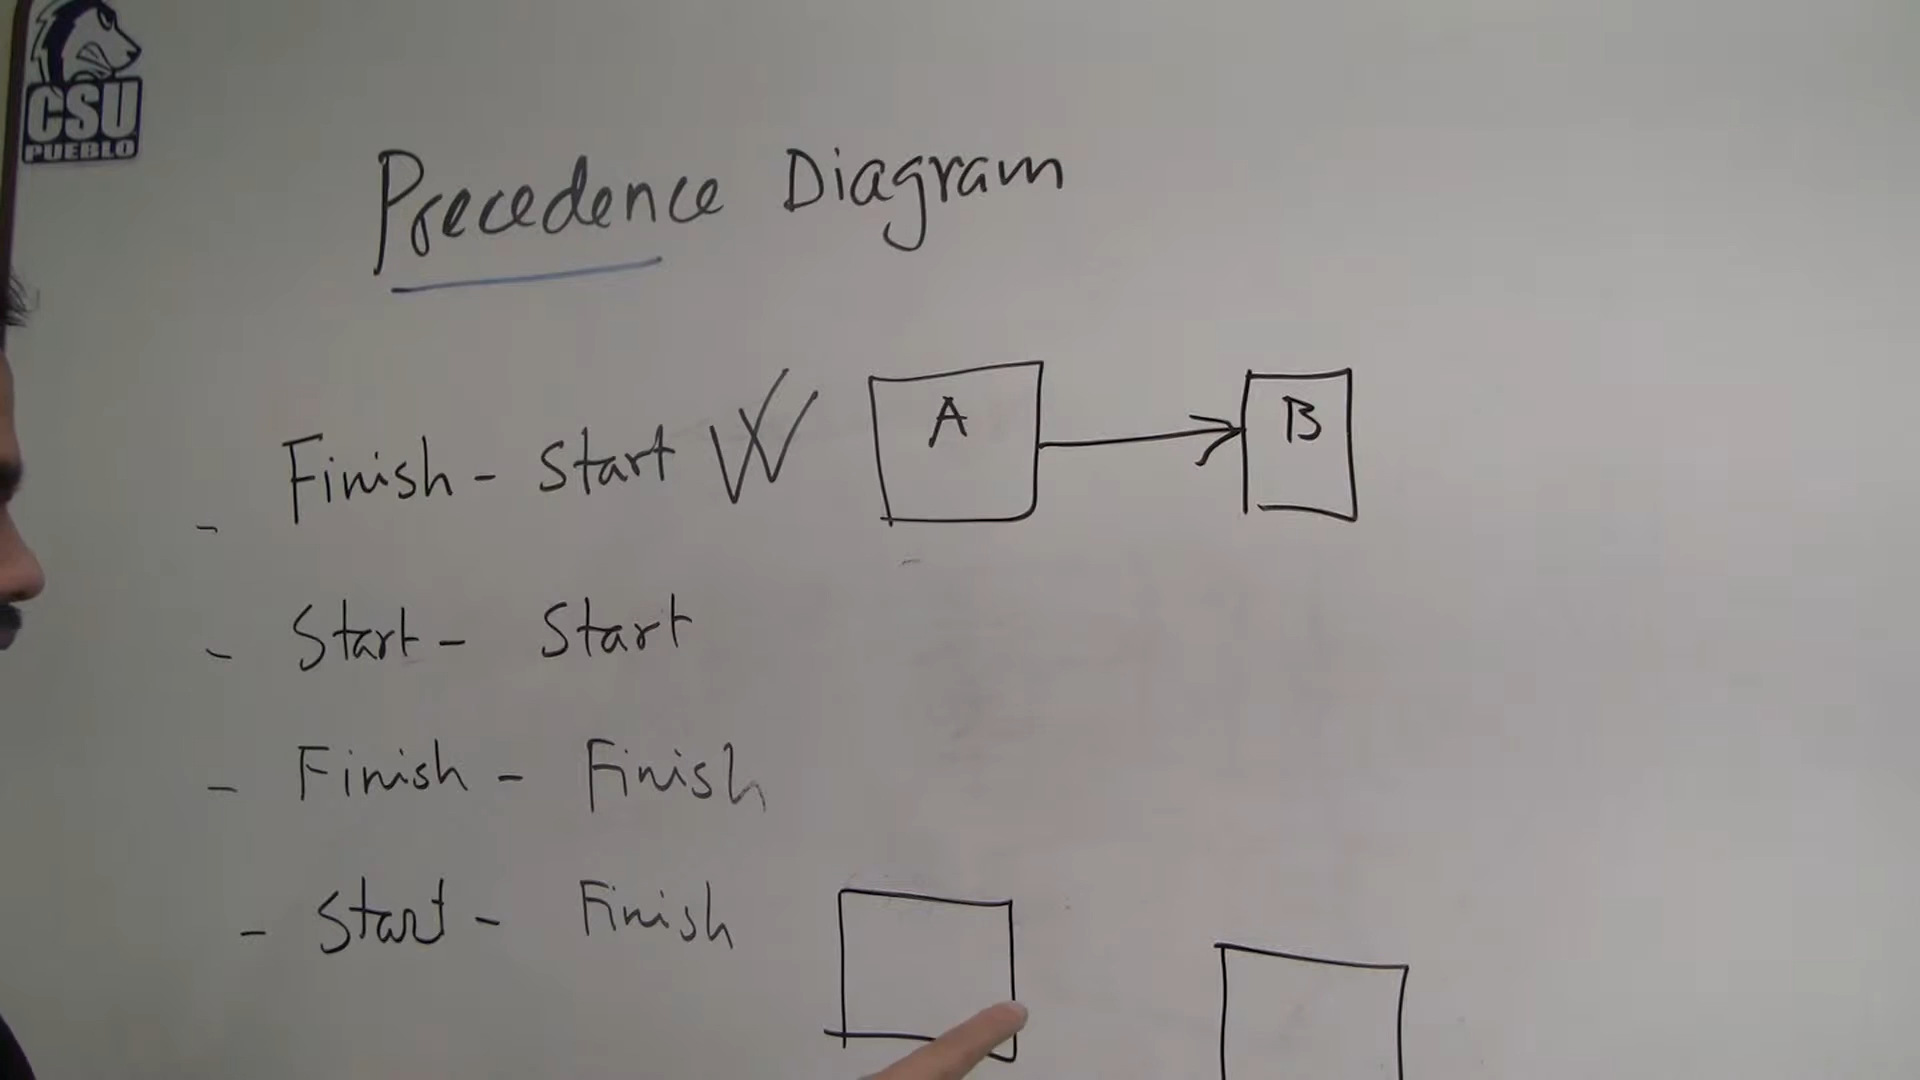 CSU
PUEBLO
Precedence Diagram
- Finish - Start
A
B
- Start - Start
- Finish - Finish
- Start - Finish